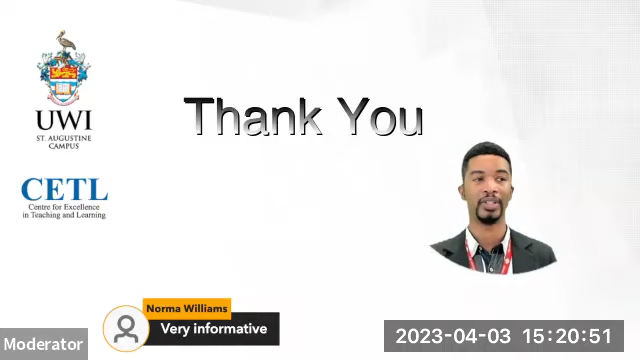 UWI
ST. AUGUSTINE
CAMPUS
Thank You
CETL
Centre for Excellence
in Teaching and Learning
Norma Williams
Very informative
Moderator
2023-04-03 15:20:51